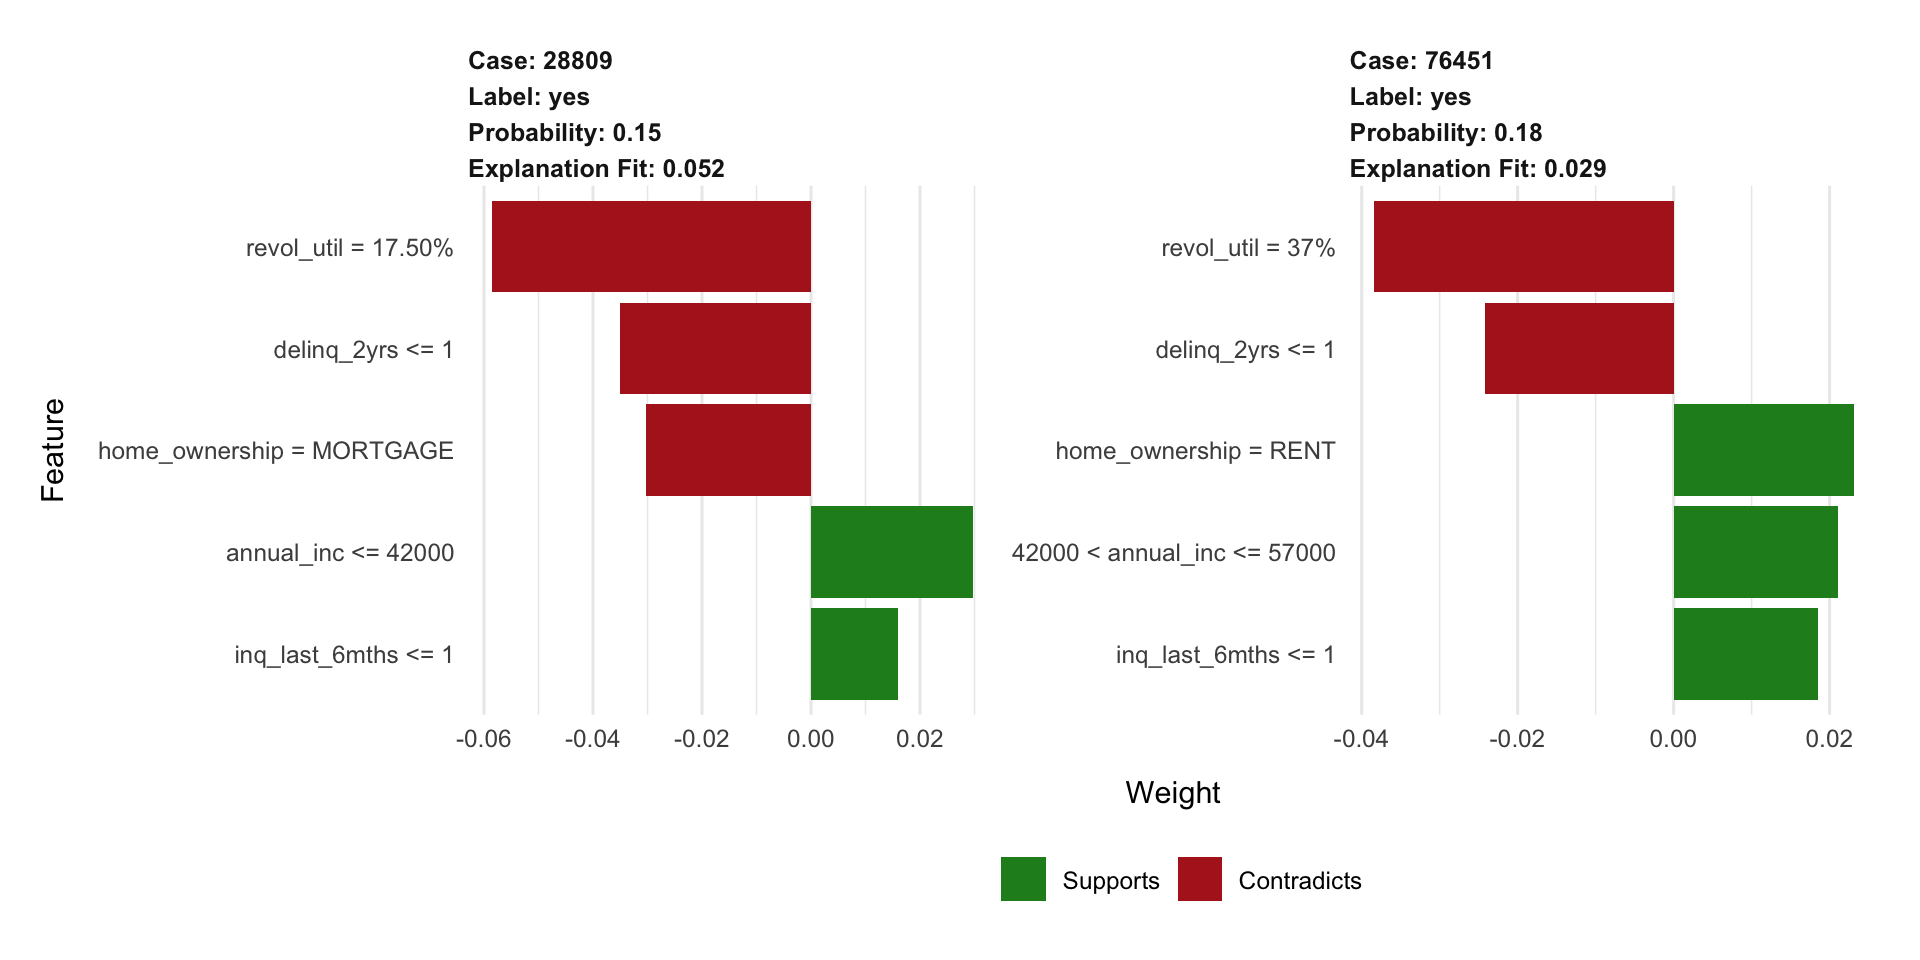 Case: 28809
Label: yes
Probability: 0.15
Explanation Fit: 0.052
revol_util = 17.50%
delinq_2yrs <= 1
home_ownership = MORTGAGE
annual_inc <= 42000
inq_last_6mths <= 1
-0.06 -0.04 -0.02 0.00 0.02
Case: 76451
Label: yes
Probability: 0.18
Explanation Fit: 0.029
revol_util = 37%
delinq_2yrs <= 1
home_ownership = RENT
42000 < annual_inc <= 57000
inq_last_6mths <= 1
-0.04 -0.02 0.00 0.02
Feature
Weight
Supports Contradicts